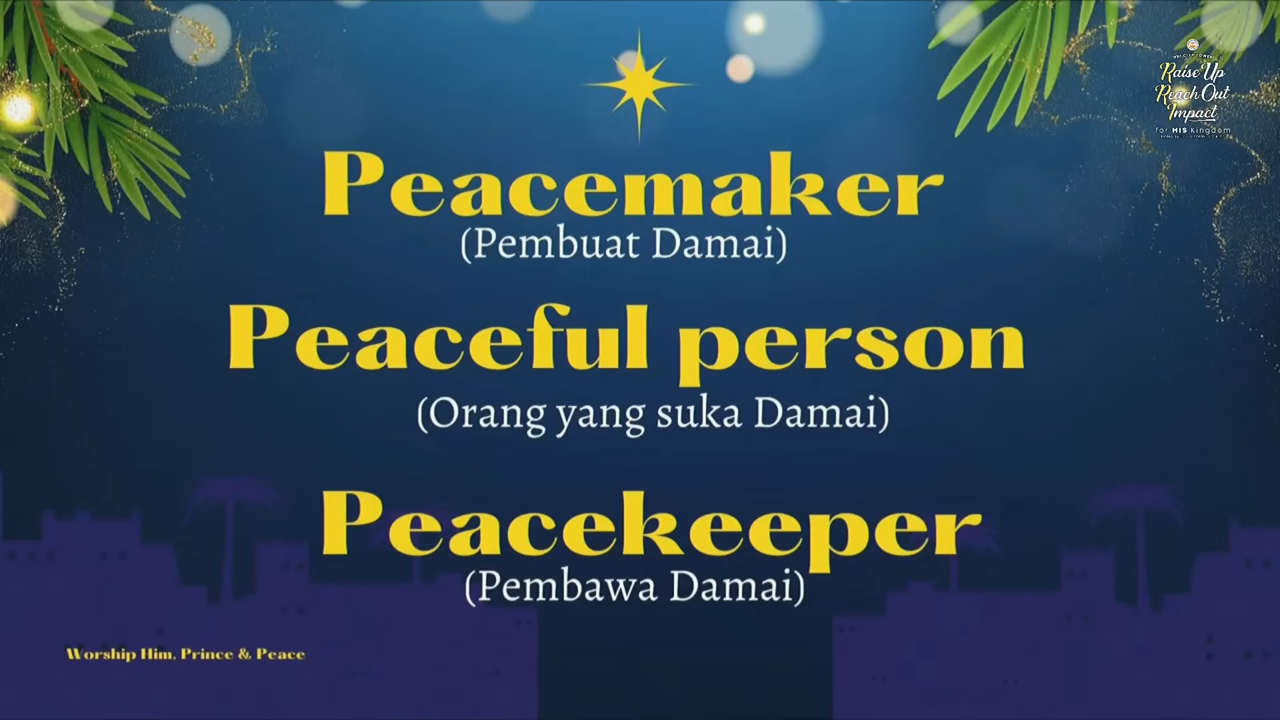 Raise Up
Reach Out
Impact
for HIS Kingdom
Peacemaker
(Pembuat Damai)
Peaceful person
(Orang yang suka Damai)
Peacekeeper
(Pembawa Damai)
Worship Him, Prince & Peace